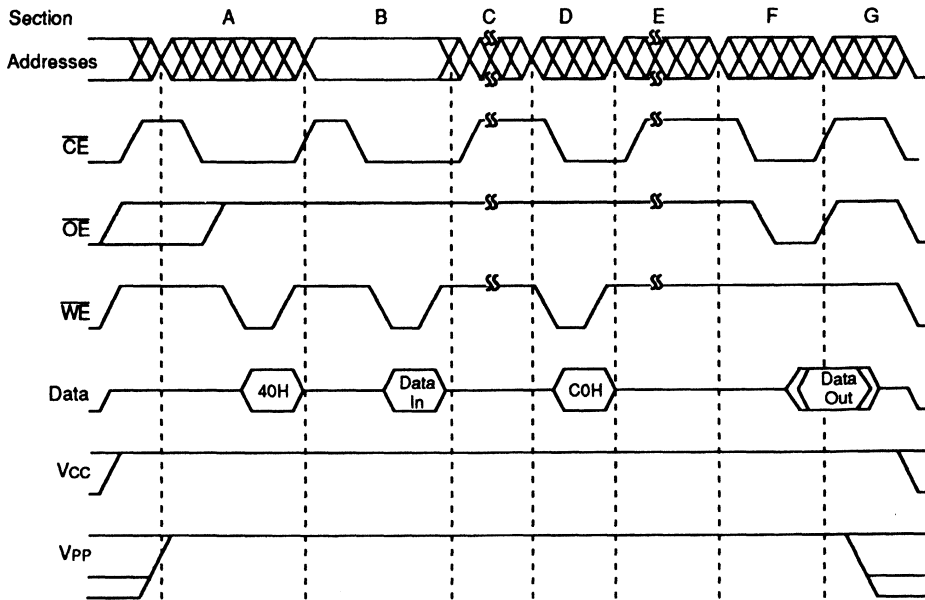 Section A B C D E F G
Addresses
CE
OE
WE
Data 40H Data In C0H Data Out
VCC
VPP